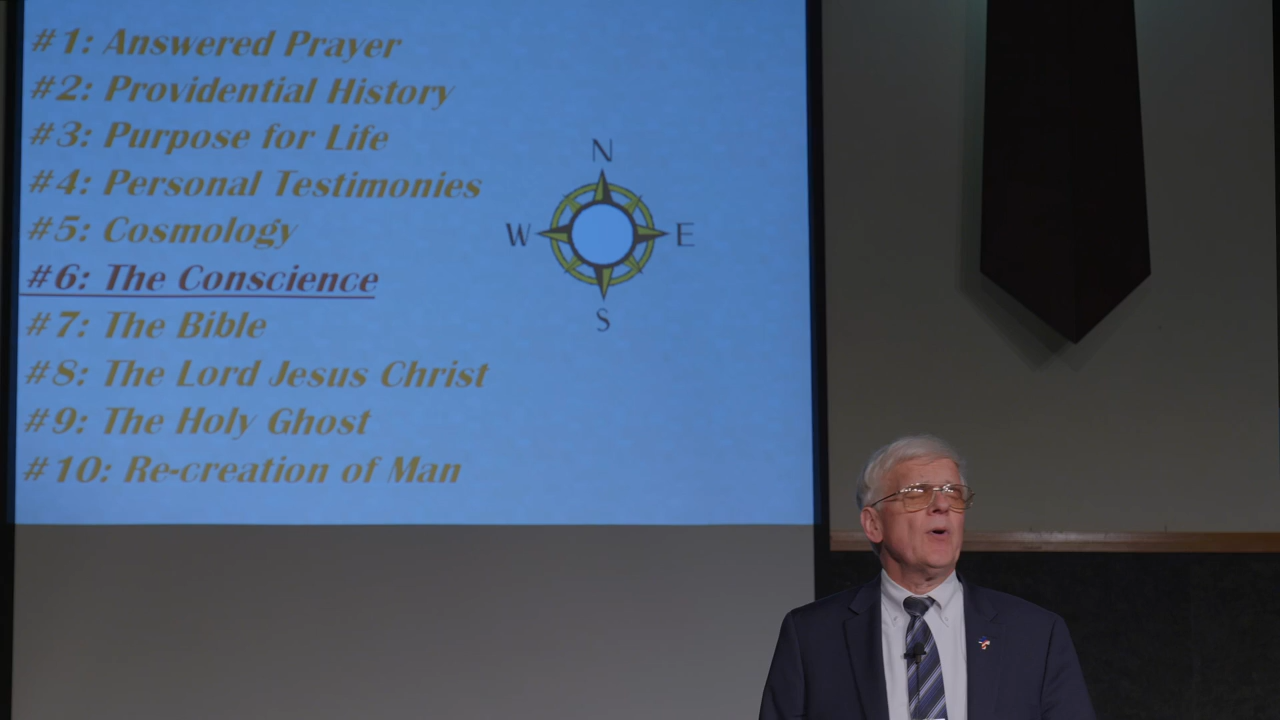 #1: Answered Prayer
#2: Providential History
#3: Purpose for Life
#4: Personal Testimonies
#5: Cosmology
#6: The Conscience
#7: The Bible
#8: The Lord Jesus Christ
#9: The Holy Ghost
#10: Re-creation of Man
N
W E
S